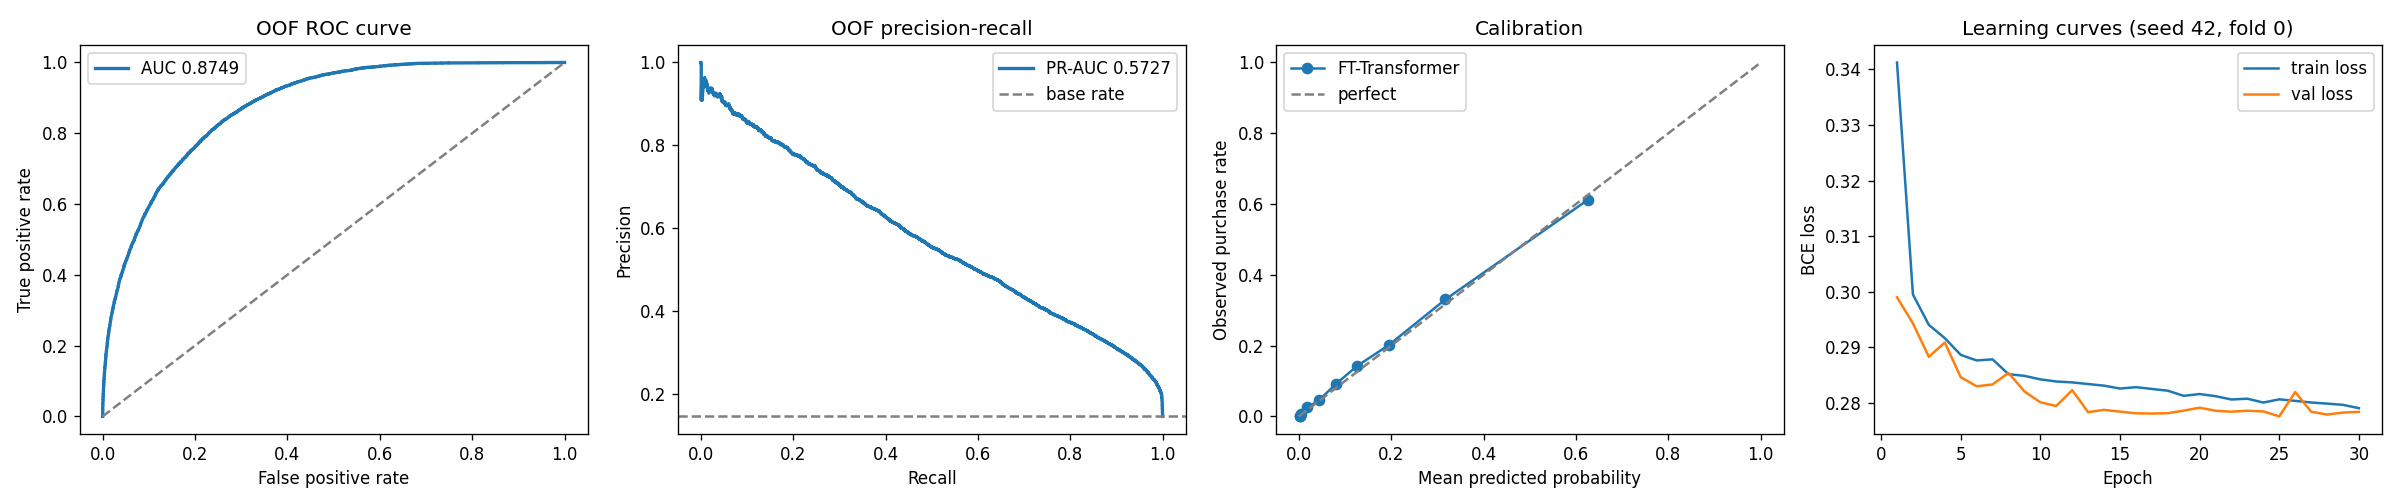 OOF ROC curve
AUC 0.8749
True positive rate
1.0
0.8
0.6
0.4
0.2
0.0
0.0 0.2 0.4 0.6 0.8 1.0
False positive rate
OOF precision-recall
PR-AUC 0.5727
base rate
Precision
1.0
0.8
0.6
0.4
0.2
0.0 0.2 0.4 0.6 0.8 1.0
Recall
Calibration
FT-Transformer
perfect
Observed purchase rate
1.0
0.8
0.6
0.4
0.2
0.0
0.0 0.2 0.4 0.6 0.8 1.0
Mean predicted probability
Learning curves (seed 42, fold 0)
train loss
val loss
BCE loss
0.34
0.33
0.32
0.31
0.30
0.29
0.28
0 5 10 15 20 25 30
Epoch